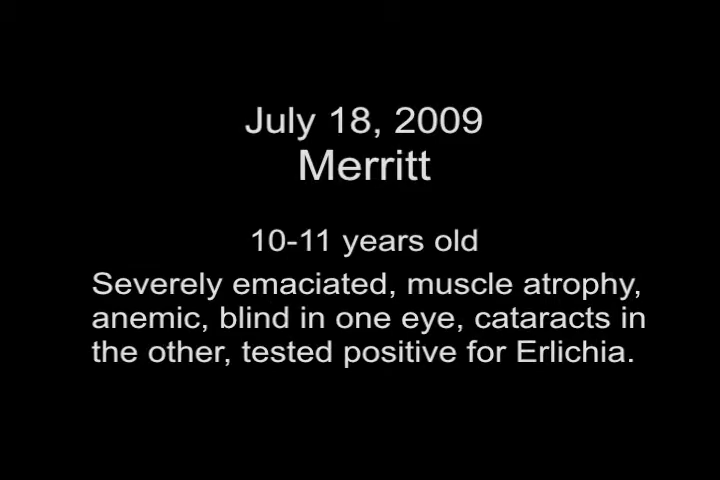 July 18, 2009
Merritt
10-11 years old
Severely emaciated, muscle atrophy,
anemic, blind in one eye, cataracts in
the other, tested positive for Erlichia.